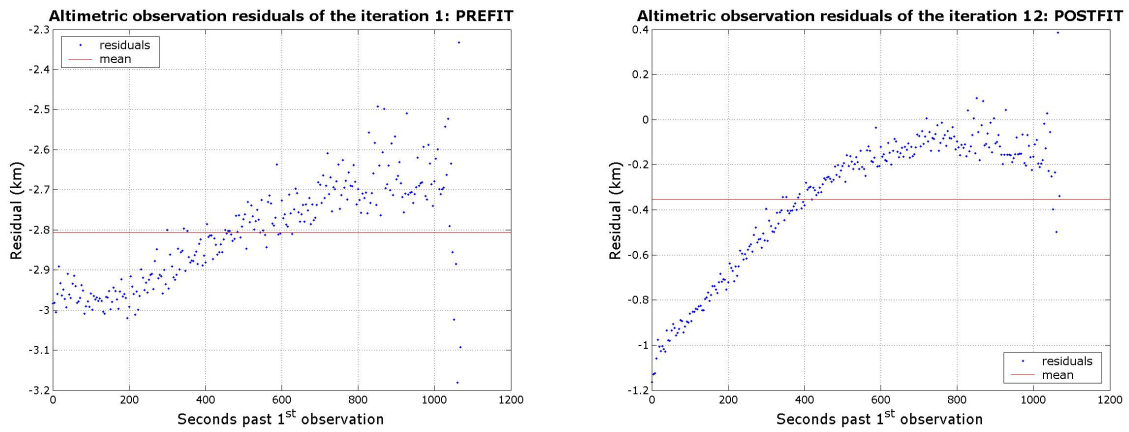 Altimetric observation residuals of the iteration 1: PREFIT
-2.3
-2.4
-2.5
-2.6
-2.7
-2.8
-2.9
-3
-3.1
-3.2
Residual (km)
residuals
mean
0 200 400 600 800 1000 1200
Seconds past 1st observation
Altimetric observation residuals of the iteration 12: POSTFIT
0.4
0.2
0
-0.2
-0.4
-0.6
-0.8
-1
-1.2
Residual (km)
residuals
mean
0 200 400 600 800 1000 1200
Seconds past 1st observation